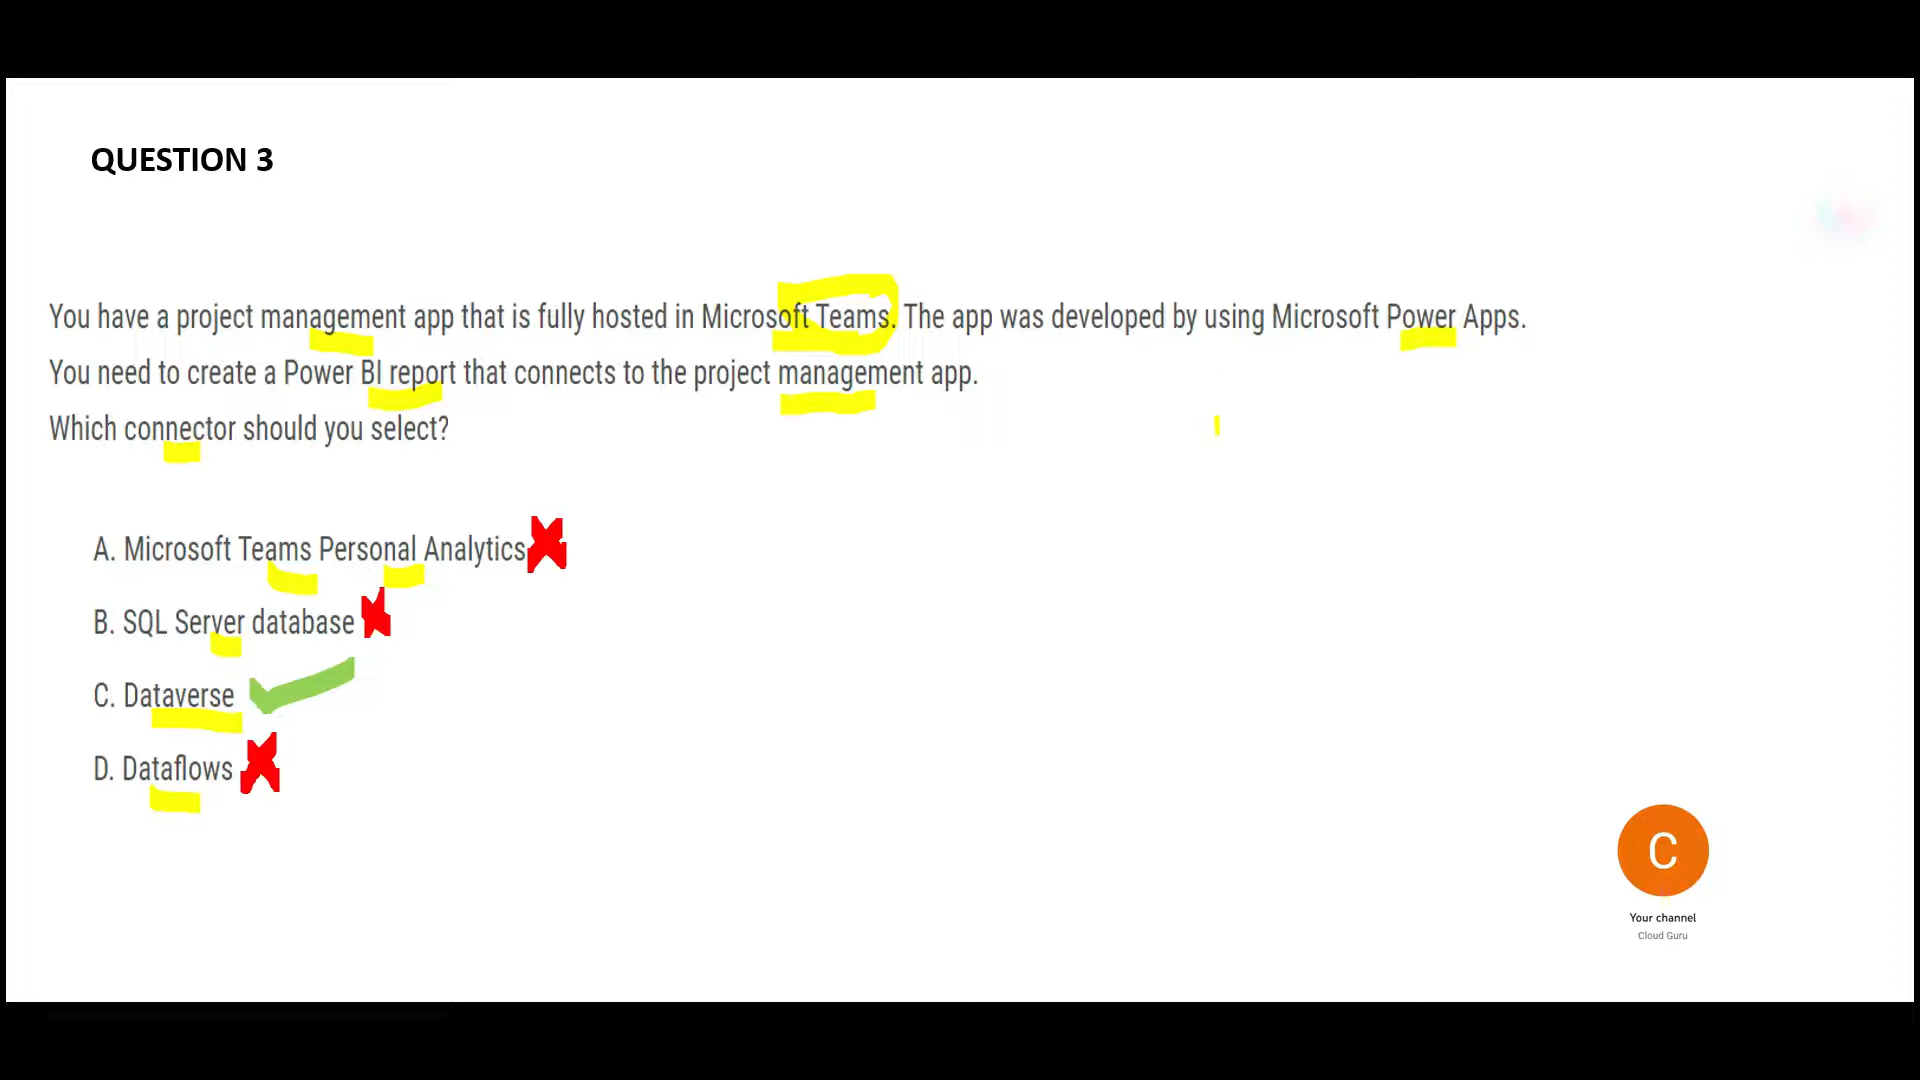 QUESTION 3
You have a project management app that is fully hosted in Microsoft Teams. The app was developed by using Microsoft Power Apps.
You need to create a Power BI report that connects to the project management app.
Which connector should you select?
A. Microsoft Teams Personal Analytics
B. SQL Server database
C. Dataverse
D. Dataflows
C
Your channel
Cloud Guru